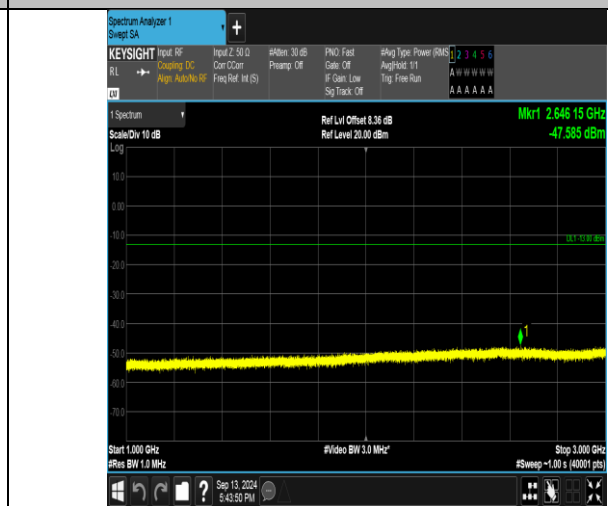 Spectrum Analyzer 1
Swept SA
+
KEYSIGHT Input: RF Input Z: 50 Ω #Atten: 30 dB PNO: Fast #Avg Type: Power (RMS 1 2 3 4 5 6
RL Coupling: DC Corr CCorr Preamp: Off Gate: Off Avg|Hold: 1/1 A W W W W W
Align: Auto/No RF Freq Ref: Int (S) IF Gain: Low Trig: Free Run
Sig Track: Off A A A A A A
1 Spectrum Ref Lvl Offset 8.36 dB Mkr1 2.646 15 GHz
Scale/Div 10 dB Ref Level 20.00 dBm -47.585 dBm
Log
10.0
0.00
-10.0
DL1 -13.00 dBm
-20.0
-30.0
-40.0
1
-50.0
-60.0
-70.0
Start 1.000 GHz #Video BW 3.0 MHz* Stop 3.000 GHz
#Res BW 1.0 MHz #Sweep ~1.00 s (40001 pts)
? Sep 13, 2024
5:43:50 PM